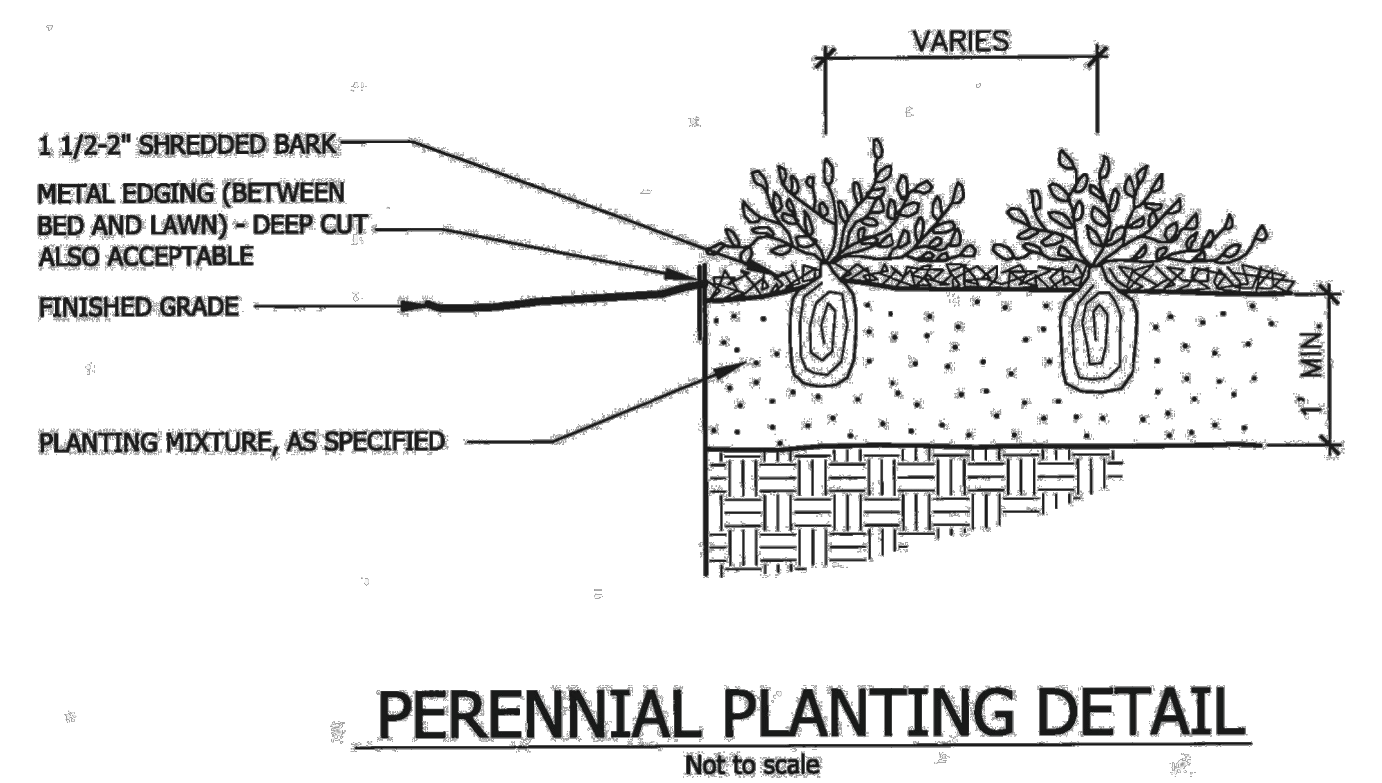 VARIES
1 1/2-2" SHREDDED BARK
METAL EDGING (BETWEEN
BED AND LAWN) - DEEP CUT
ALSO ACCEPTABLE
FINISHED GRADE
1' MIN.
PLANTING MIXTURE, AS SPECIFIED
PERENNIAL PLANTING DETAIL
Not to scale